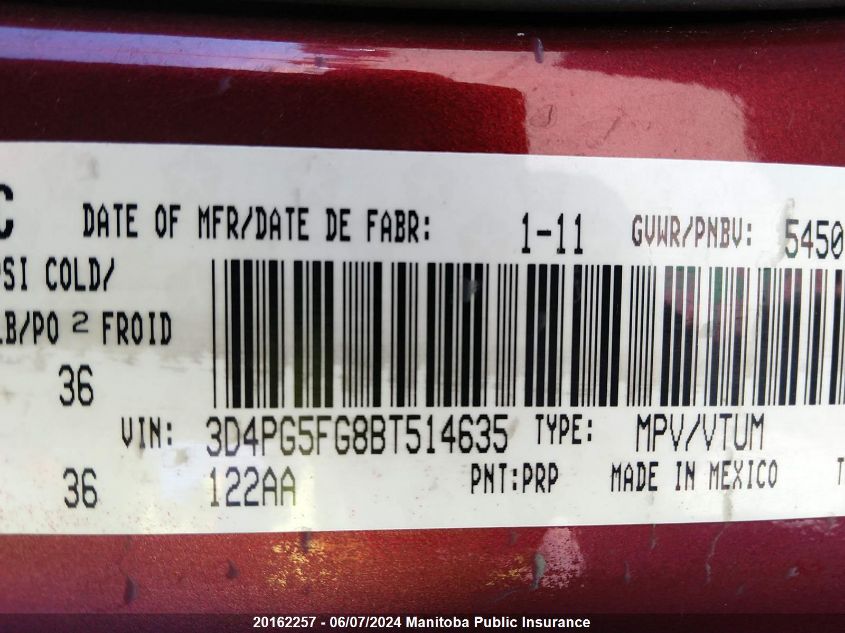 C DATE OF MFR/DATE DE FABR: 1-11 GVWR/PNBV: 5450
PSI COLD/
LB/PO 2 FROID
36
VIN: 3D4PG5FG8BT514635 TYPE: MPV/VTUM
36 122AA PNT:PRP MADE IN MEXICO T
20162257 - 06/07/2024 Manitoba Public Insurance